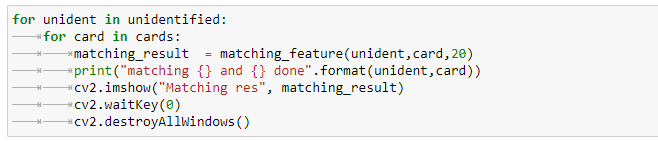 for unident in unidentified:
    for card in cards:
        matching_result  = matching_feature(unident,card,20)
        print("matching {} and {} done".format(unident,card))
        cv2.imshow("Matching res", matching_result)
        cv2.waitKey(0)
        cv2.destroyAllWindows()